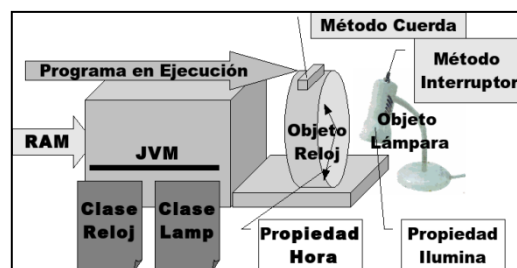 Método Cuerda
Programa en Ejecución
Método
Interruptor
RAM
JVM
Objeto
Reloj
Objeto
Lámpara
Clase
Reloj
Clase
Lamp
Propiedad
Hora
Propiedad
Ilumina